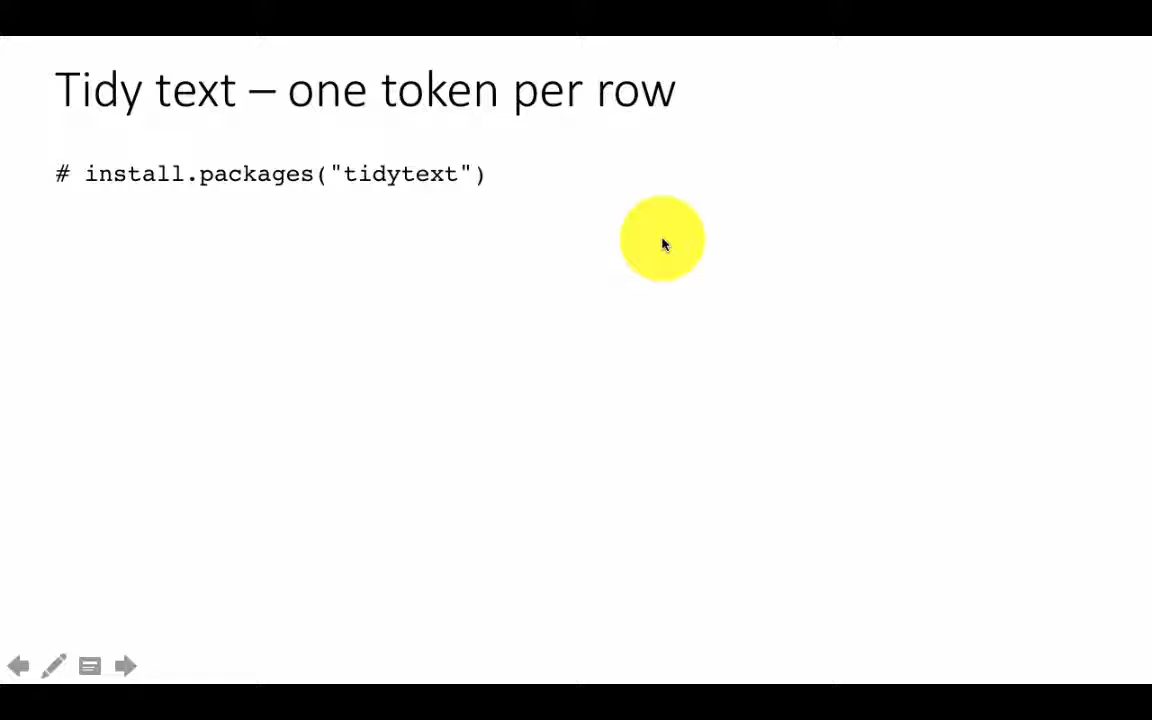 Tidy text – one token per row
# install.packages("tidytext")